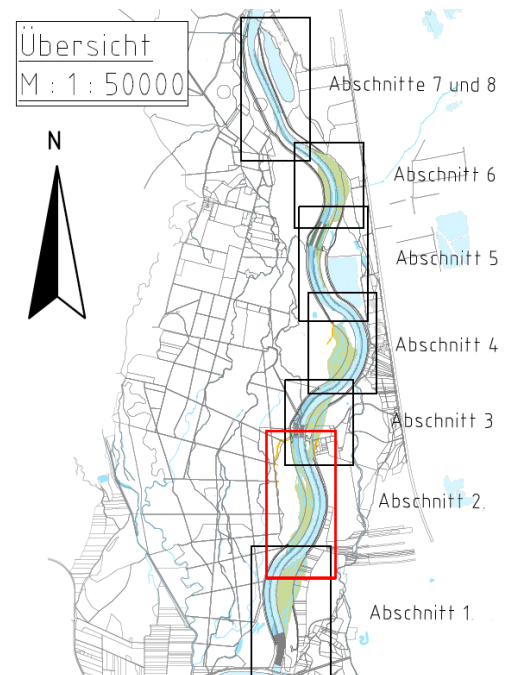 Übersicht
M : 1 : 50000
N
Abschnitte 7 und 8
Abschnitt 6
Abschnitt 5
Abschnitt 4
Abschnitt 3
Abschnitt 2.
Abschnitt 1.